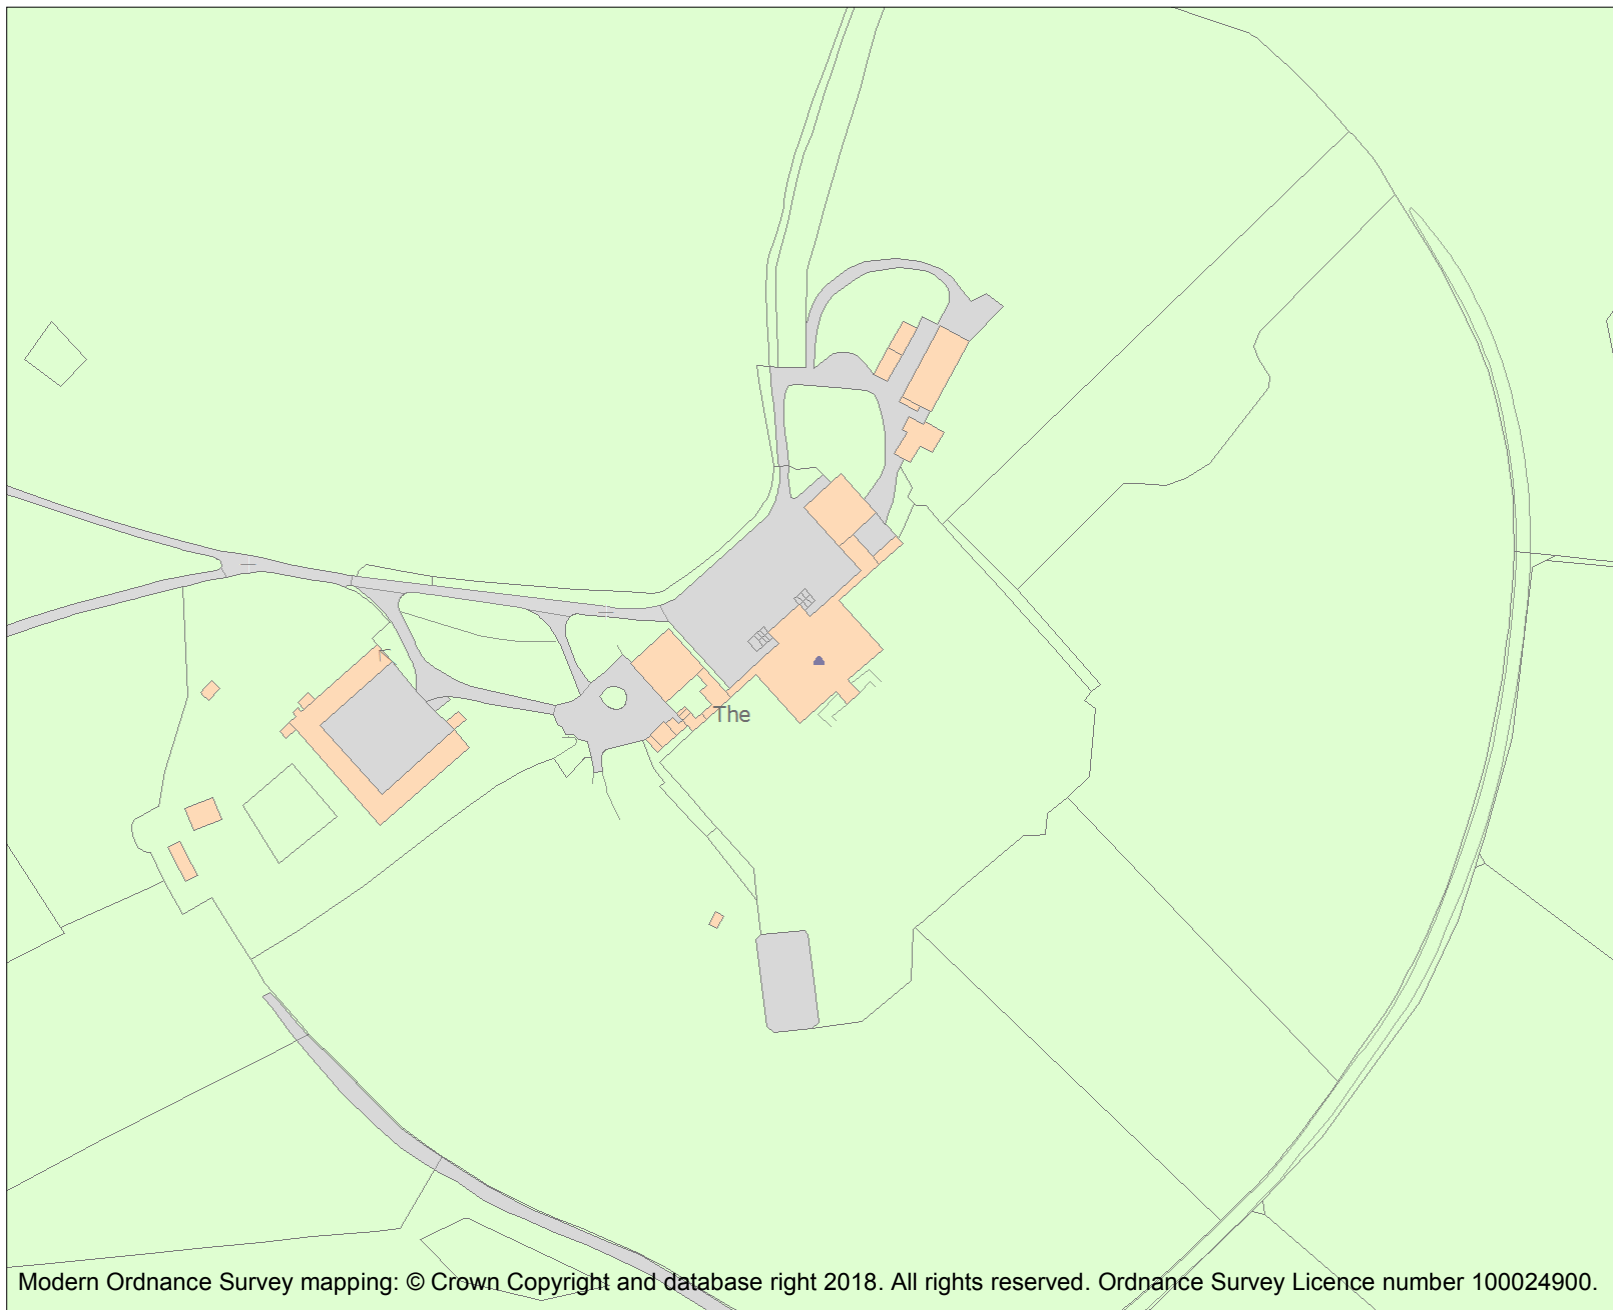 The
Modern Ordnance Survey mapping: © Crown Copyright and database right 2018. All rights reserved. Ordnance Survey Licence number 100024900.